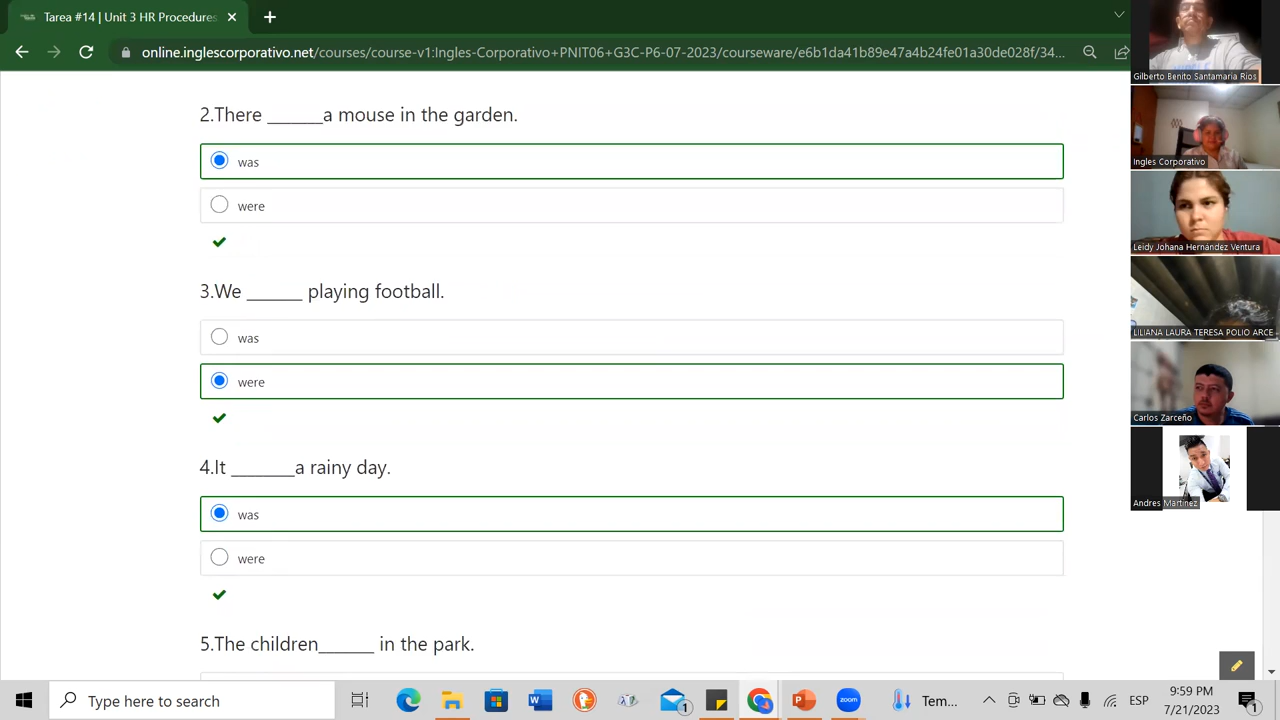 Tarea #14 | Unit 3 HR Procedures
online.inglescorporativo.net/courses/course-v1:Ingles-Corporativo+PNIT06+G3C-P6-07-2023/courseware/e6b1da41b89e47a4b24fe01a30de028f/34...
2.There ______a mouse in the garden.
was
were
3.We ______ playing football.
was
were
4.It _______a rainy day.
was
were
5.The children______ in the park.
Gilberto Benito Santamaria Rios
Ingles Corporativo
Leidy Johana Hernández Ventura
LILIANA LAURA TERESA POLIO ARCE
Carlos Zarceño
Andres Martinez
Type here to search
1
zoom
Tem...
ESP
9:59 PM
7/21/2023
1